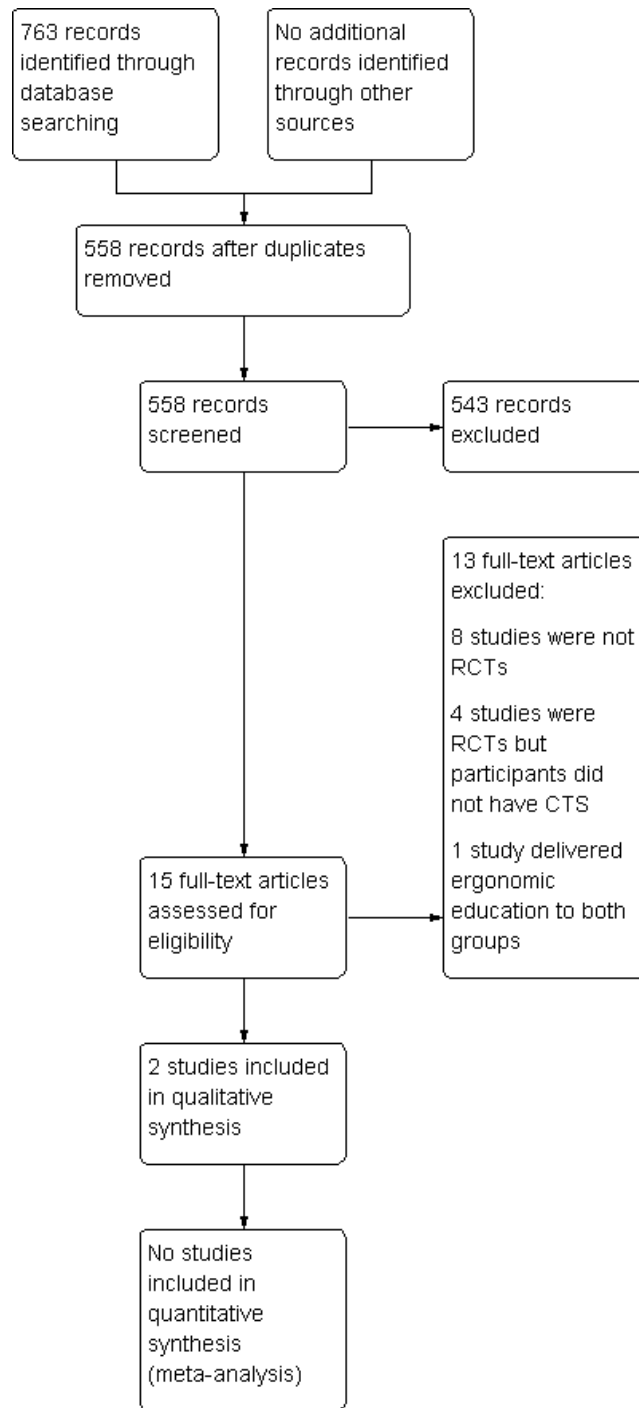 763 records
identified through
database
searching
No additional
records identified
through other
sources
558 records after duplicates
removed
558 records
screened
543 records
excluded
13 full-text articles
excluded:
8 studies were not
RCTs
4 studies were
RCTs but
participants did
not have CTS
1 study delivered
ergonomic
education to both
groups
15 full-text articles
assessed for
eligibility
2 studies included
in qualitative
synthesis
No studies
included in
quantitative
synthesis
(meta-analysis)